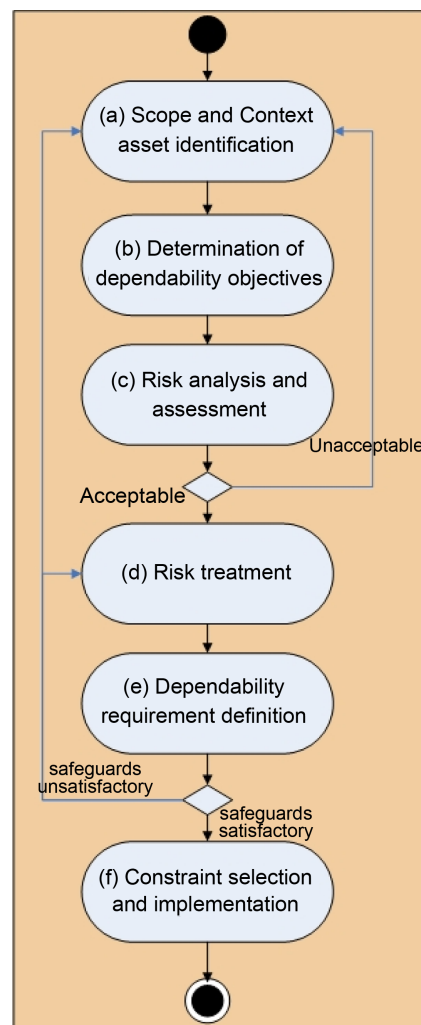 (a) Scope and Context
asset identification
(b) Determination of
dependability objectives
(c) Risk analysis and
assessment
Unacceptable
Acceptable
(d) Risk treatment
(e) Dependability
requirement definition
safeguards
unsatisfactory
safeguards
satisfactory
(f) Constraint selection
and implementation